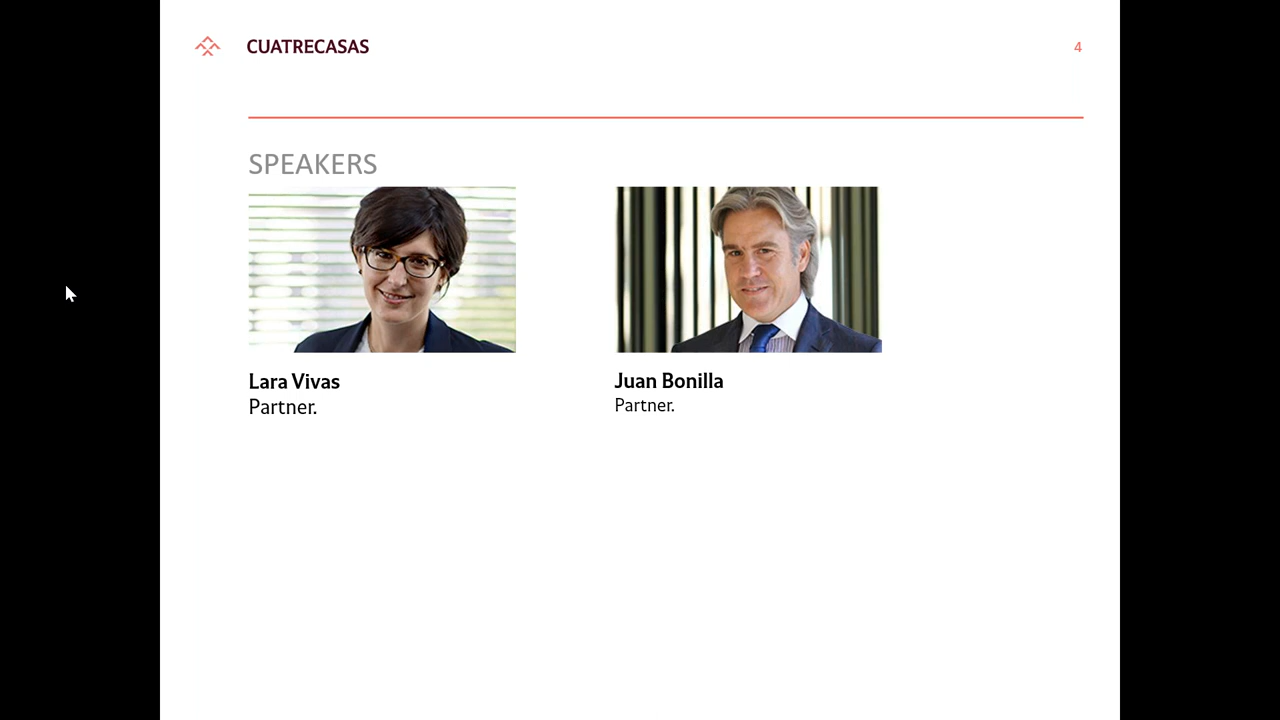 CUATRECASAS
4
SPEAKERS
Lara Vivas
Partner.
Juan Bonilla
Partner.